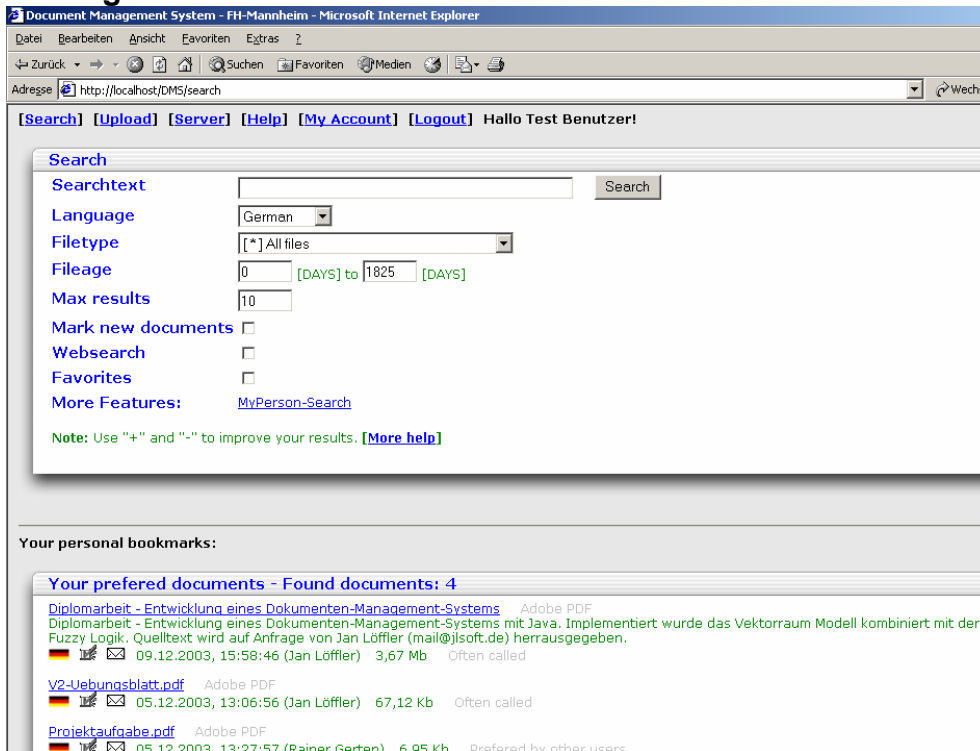 Document Management System - FH-Mannheim - Microsoft Internet Explorer
Datei Bearbeiten Ansicht Favoriten Extras ?
Zurück Suchen Favoriten Medien
Adresse http://localhost/DMS/search
[Search] [Upload] [Server] [Help] [My Account] [Logout] Hallo Test Benutzer!
Search
Searchtext Search
Language German
Filetype [*] All files
Fileage 0 [DAYS] to 1825 [DAYS]
Max results 10
Mark new documents
Websearch
Favorites
More Features: MyPerson-Search
Note: Use "+" and "-" to improve your results. [More help]
Your personal bookmarks:
Your prefered documents - Found documents: 4
Diplomarbeit - Entwicklung eines Dokumenten-Management-Systems Adobe PDF
Diplomarbeit - Entwicklung eines Dokumenten-Management-Systems mit Java. Implementiert wurde das Vektorraum Modell kombiniert mit der
Fuzzy Logik. Quelltext wird auf Anfrage von Jan Löffler (mail@jlsoft.de) herrausgegeben.
09.12.2003, 15:58:46 (Jan Löffler) 3,67 Mb Often called
V2-Uebungsblatt.pdf Adobe PDF
05.12.2003, 13:06:56 (Jan Löffler) 67,12 Kb Often called
Projektaufgabe.pdf Adobe PDF
05.12.2003, 13:27:57 (Rainer Gerten) 6,95 Kb Prefered by other users